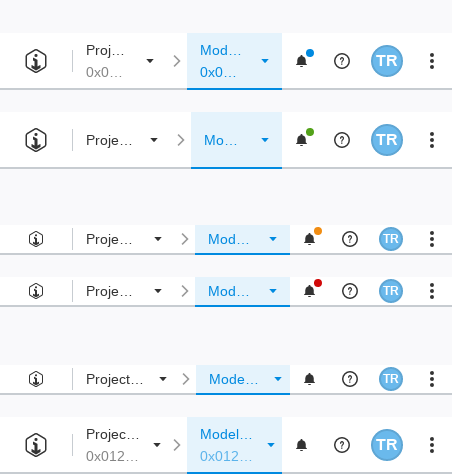 Proj... Mod... TR
0x0... 0x0...
Proje... Mo... TR
Proje... Mod... TR
Proje... Mod... TR
Project... Mode... TR
Projec... Model... TR
0x012... 0x012...